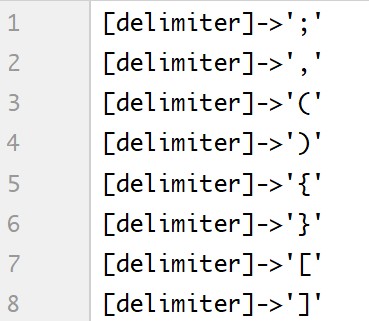 1 [delimiter]->';'
2 [delimiter]->','
3 [delimiter]->'('
4 [delimiter]->')'
5 [delimiter]->'{'
6 [delimiter]->'}'
7 [delimiter]->'['
8 [delimiter]->']'